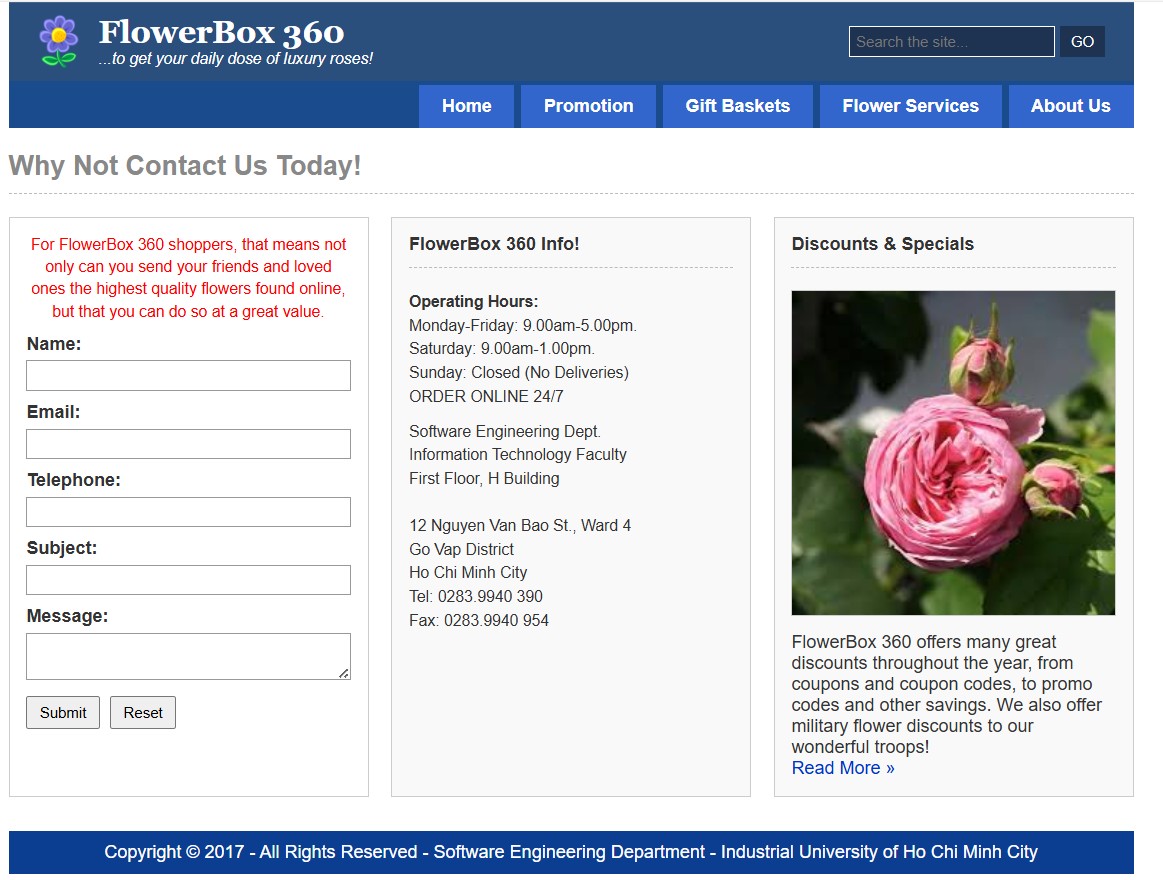 FlowerBox 360
...to get your daily dose of luxury roses!
Search the site...
GO
Home
Promotion
Gift Baskets
Flower Services
About Us
Why Not Contact Us Today!
For FlowerBox 360 shoppers, that means not
only can you send your friends and loved
ones the highest quality flowers found online,
but that you can do so at a great value.
Name:
Email:
Telephone:
Subject:
Message:
Submit
Reset
FlowerBox 360 Info!
Operating Hours:
Monday-Friday: 9.00am-5.00pm.
Saturday: 9.00am-1.00pm.
Sunday: Closed (No Deliveries)
ORDER ONLINE 24/7
Software Engineering Dept.
Information Technology Faculty
First Floor, H Building
12 Nguyen Van Bao St., Ward 4
Go Vap District
Ho Chi Minh City
Tel: 0283.9940 390
Fax: 0283.9940 954
Discounts & Specials
FlowerBox 360 offers many great
discounts throughout the year, from
coupons and coupon codes, to promo
codes and other savings. We also offer
military flower discounts to our
wonderful troops!
Read More »
Copyright © 2017 - All Rights Reserved - Software Engineering Department - Industrial University of Ho Chi Minh City